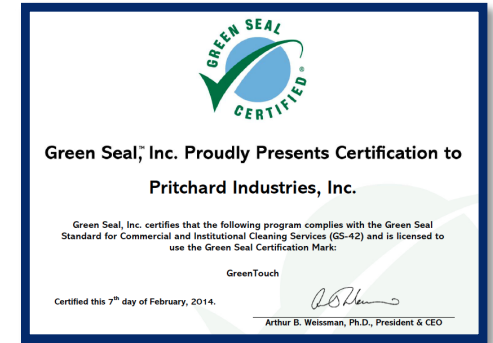 GREEN SEAL
CERTIFIED®
Green Seal,™ Inc. Proudly Presents Certification to
Pritchard Industries, Inc.
Green Seal, Inc. certifies that the following program complies with the Green Seal
Standard for Commercial and Institutional Cleaning Services (GS-42) and is licensed to
use the Green Seal Certification Mark:
GreenTouch
Certified this 7th day of February, 2014.
Arthur B. Weissman, Ph.D., President & CEO